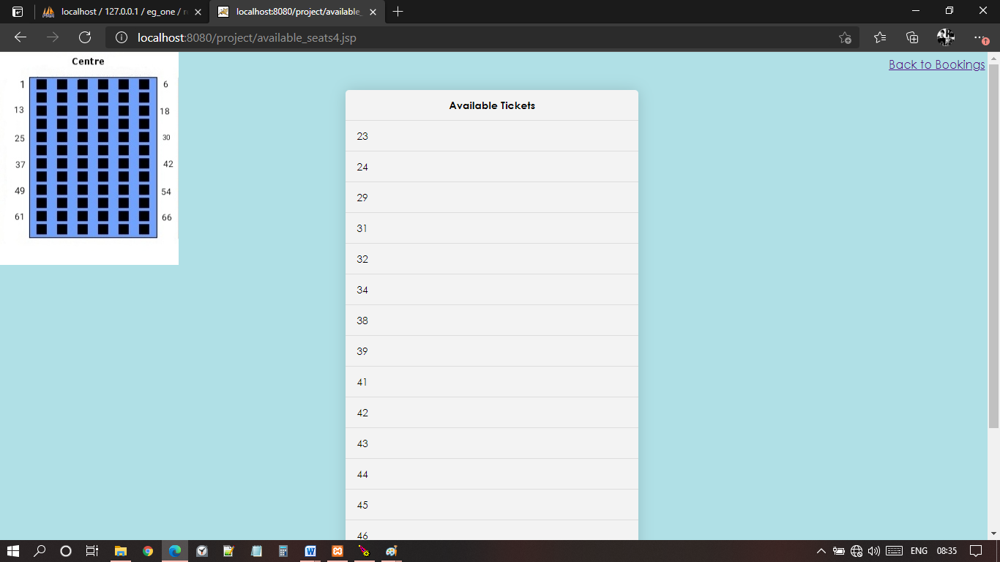 localhost / 127.0.0.1 / eg_one / r
localhost:8080/project/available_
localhost:8080/project/available_seats4.jsp
Back to Bookings
Centre
1 6
13 18
25 30
37 42
49 54
61 66
Available Tickets
23
24
29
31
32
34
38
39
41
42
43
44
45
46
ENG 08:35